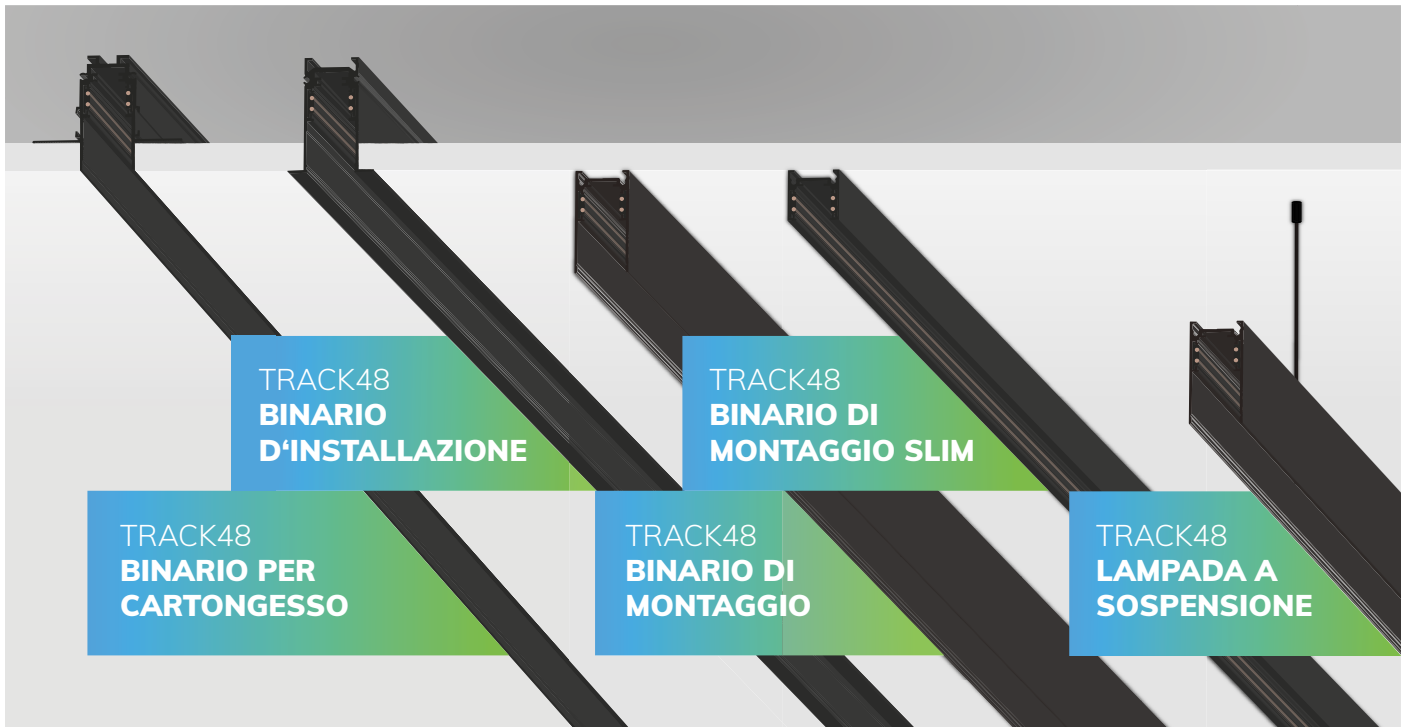 TRACK48
BINARIO
D‘INSTALLAZIONE
TRACK48
BINARIO DI
MONTAGGIO SLIM
TRACK48
BINARIO PER
CARTONGESSO
TRACK48
BINARIO DI
MONTAGGIO
TRACK48
LAMPADA A
SOSPENSIONE